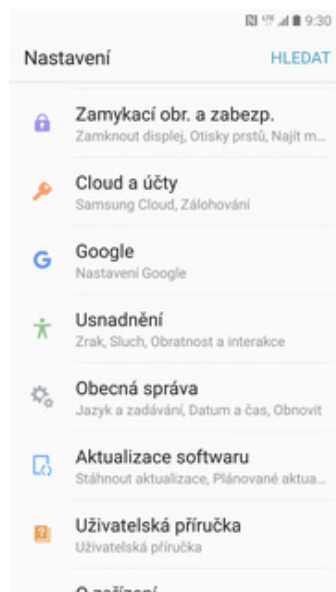 9:30
Nastavení
HLEDAT
Zamykací obr. a zabezp.
Zamknout displej, Otisky prstů, Najít m...
Cloud a účty
Samsung Cloud, Zálohování
Google
Nastavení Google
Usnadnění
Zrak, Sluch, Obratnost a interakce
Obecná správa
Jazyk a zadávání, Datum a čas, Obnovit
Aktualizace softwaru
Stáhnout aktualizace, Plánované aktua...
Uživatelská příručka
Uživatelská příručka
O zařízení